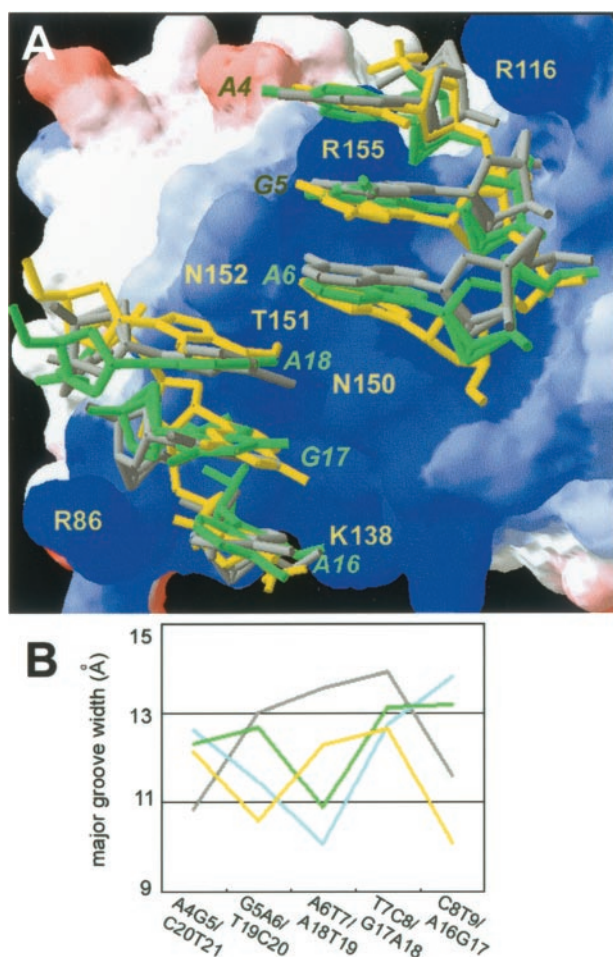 A
A4
R116
R155
G5
N152
A6
T151
A18
N150
G17
R86
K138
A16
B
major groove width (Å)
15
13
11
9
A4G5/
C20T21
G5A6/
T19C20
A6T7/
A18T19
T7C8/
G17A18
C8T9/
A16G17